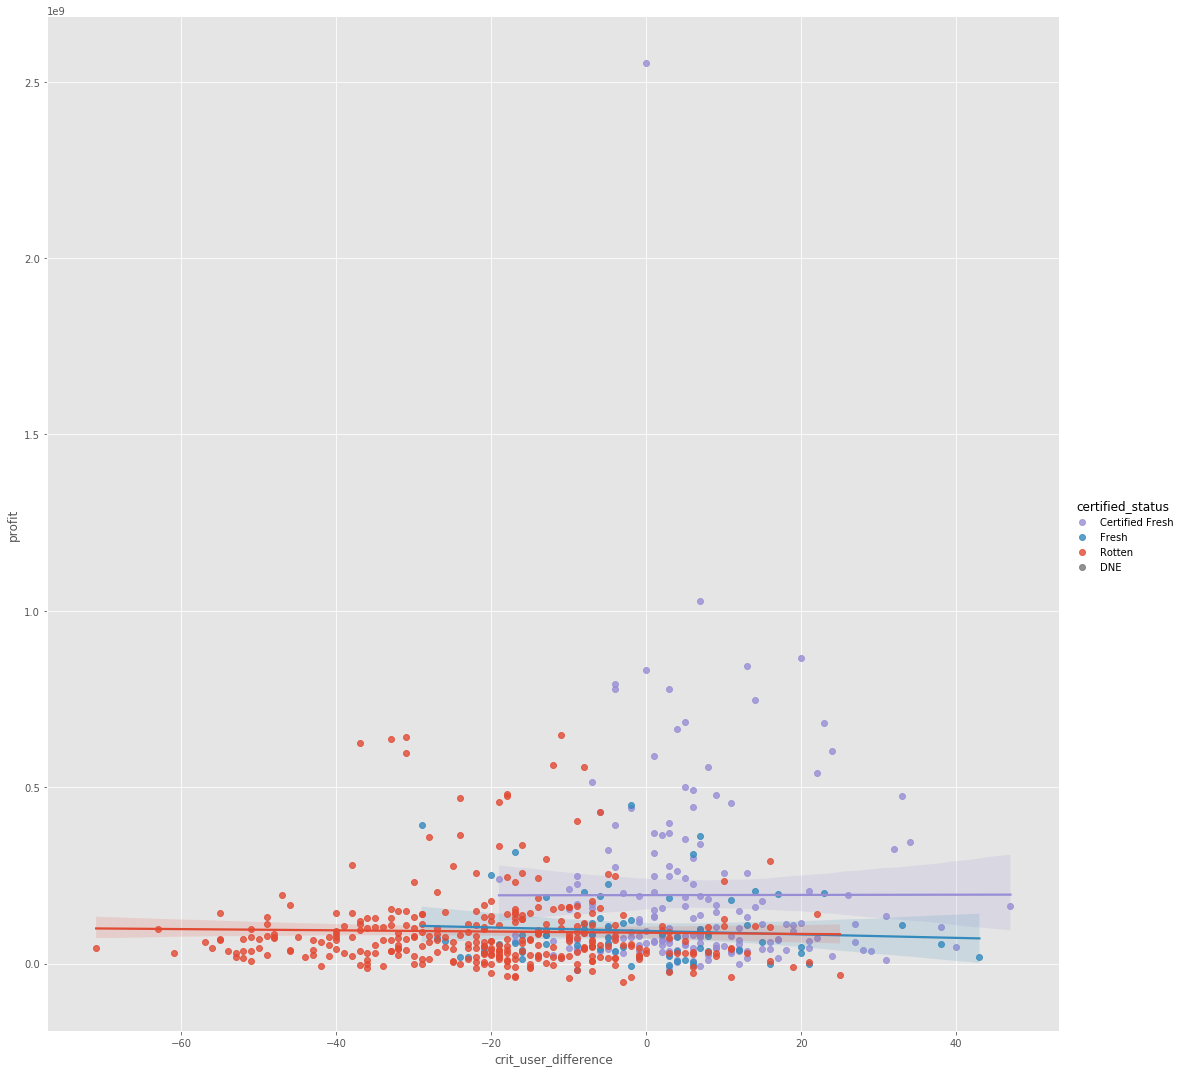 1e9
2.5
2.0
1.5
1.0
0.5
0.0
profit
−60
−40
−20
0
20
40
crit_user_difference
certified_status
Certified Fresh
Fresh
Rotten
DNE